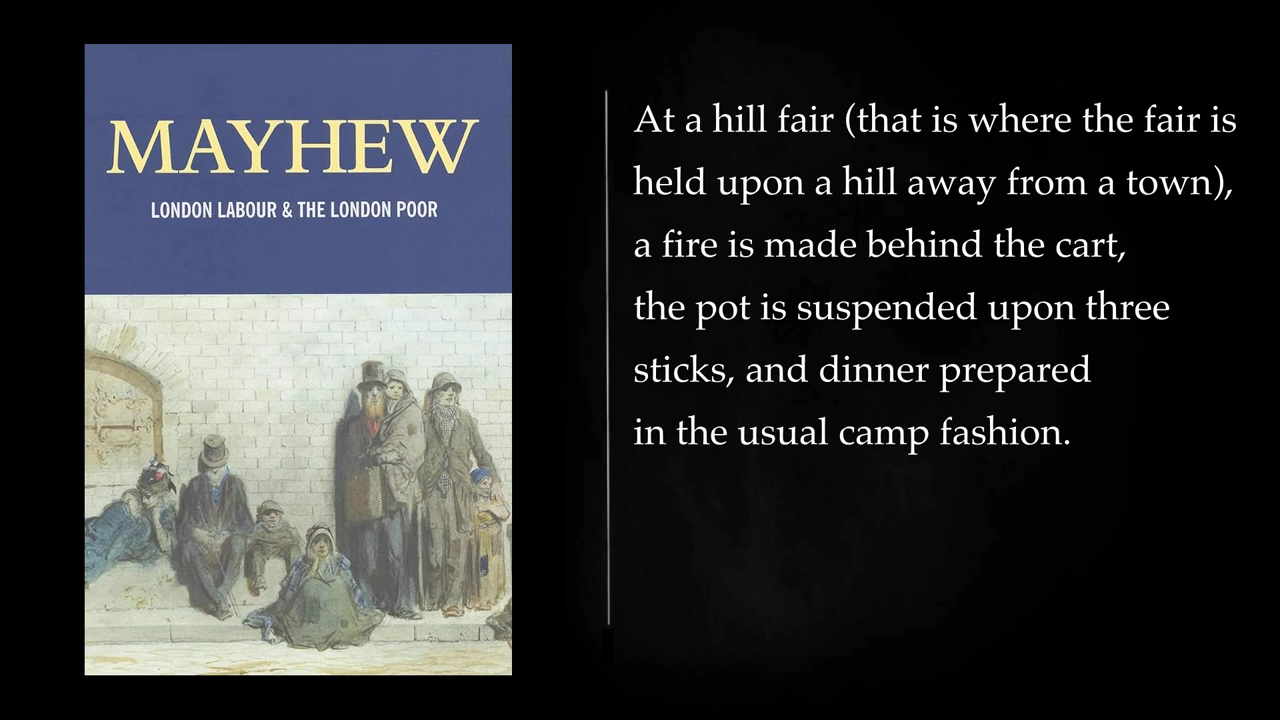 MAYHEW
LONDON LABOUR & THE LONDON POOR
At a hill fair (that is where the fair is
held upon a hill away from a town),
a fire is made behind the cart,
the pot is suspended upon three
sticks, and dinner prepared
in the usual camp fashion.